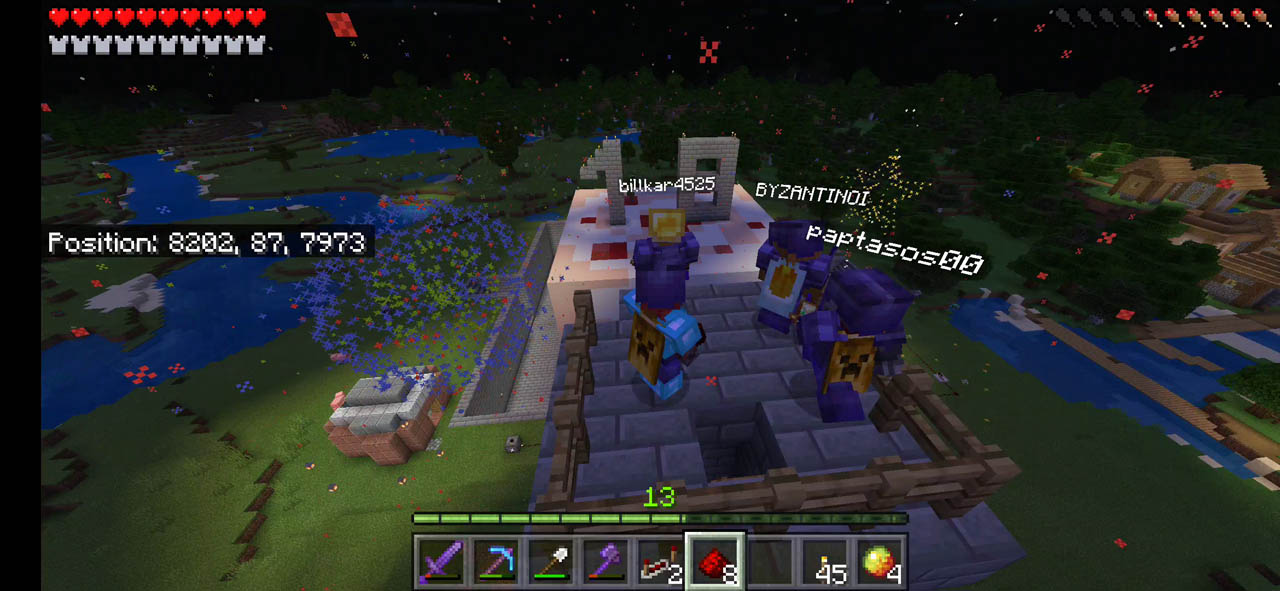 billkar4525
BYZANTINOI
paptasos00
Position: 8202, 87, 7973
13
2
8
45
4